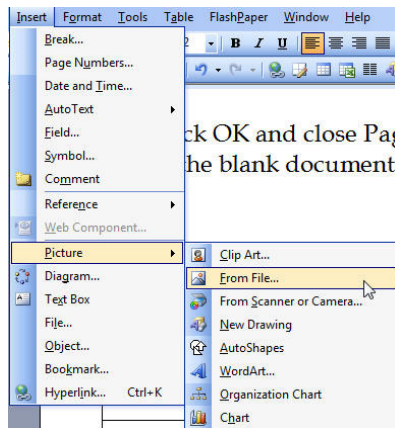 Insert Format Tools Table FlashPaper Window Help
Break...
Page Numbers...
Date and Time...
AutoText
Field...
Symbol...
Comment
Reference
Web Component...
Picture
Diagram...
Text Box
File...
Object...
Bookmark...
Hyperlink... Ctrl+K
2 B I U
ck OK and close Pag
he blank document
Clip Art...
From File...
From Scanner or Camera...
New Drawing
AutoShapes
WordArt...
Organization Chart
Chart